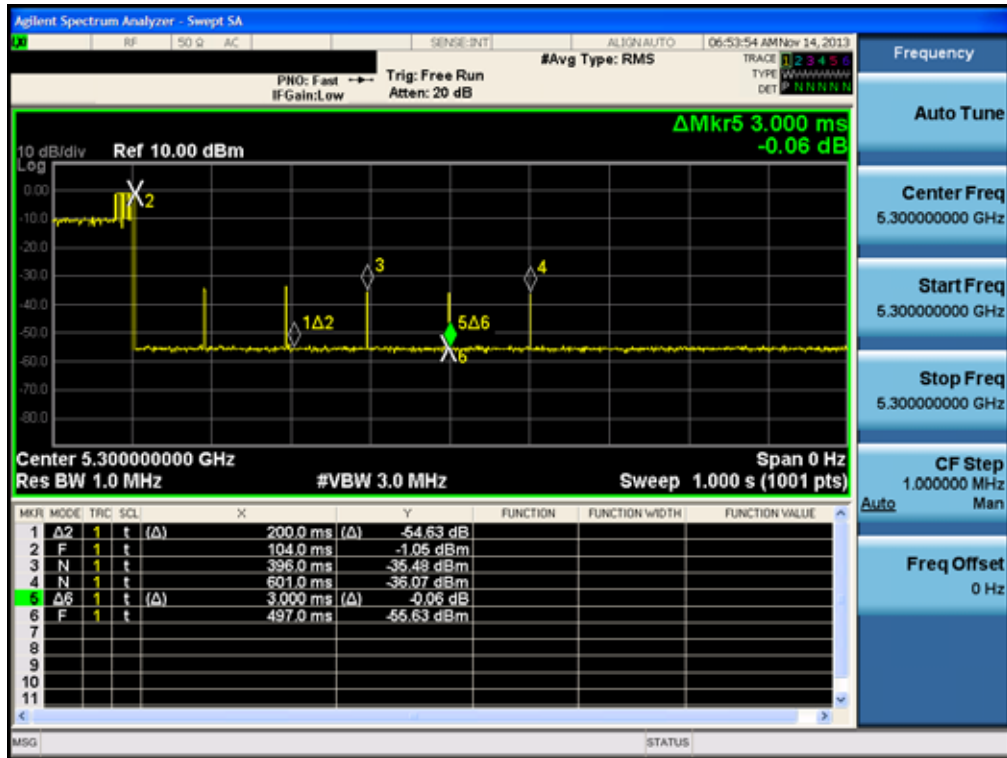 Agilent Spectrum Analyzer - Swept SA
LXI RF 50 Ω AC SENSE:INT ALIGN AUTO 06:53:54 AM Nov 14, 2013
#Avg Type: RMS TRACE 1 2 3 4 5 6
PNO: Fast Trig: Free Run TYPE WWWWWW
IFGain:Low Atten: 20 dB DET P N N N N N
ΔMkr5 3.000 ms
-0.06 dB
10 dB/div Ref 10.00 dBm
Log
0.00
-10.0
-20.0
-30.0
-40.0
-50.0
-60.0
-70.0
-80.0
2
3
4
1Δ2
5Δ6
6
Center 5.300000000 GHz Span 0 Hz
Res BW 1.0 MHz #VBW 3.0 MHz Sweep 1.000 s (1001 pts)
MKR MODE TRC SCL X Y FUNCTION FUNCTION WIDTH FUNCTION VALUE
1 Δ2 1 t (Δ) 200.0 ms (Δ) -54.63 dB
2 F 1 t 104.0 ms -1.05 dBm
3 N 1 t 396.0 ms -35.48 dBm
4 N 1 t 601.0 ms -36.07 dBm
5 Δ6 1 t (Δ) 3.000 ms (Δ) -0.06 dB
6 F 1 t 497.0 ms -55.63 dBm
7
8
9
10
11
MSG STATUS
Frequency
Auto Tune
Center Freq
5.300000000 GHz
Start Freq
5.300000000 GHz
Stop Freq
5.300000000 GHz
CF Step
1.000000 MHz
Auto Man
Freq Offset
0 Hz